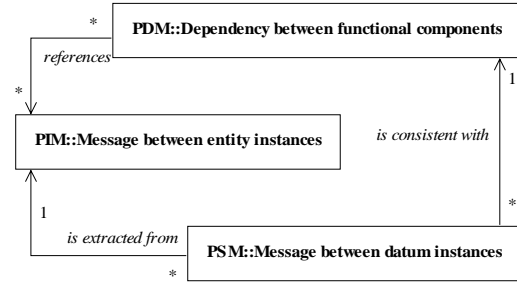 *
PDM::Dependency between functional components
references
1
*
PIM::Message between entity instances
is consistent with
1
*
is extracted from
PSM::Message between datum instances
*